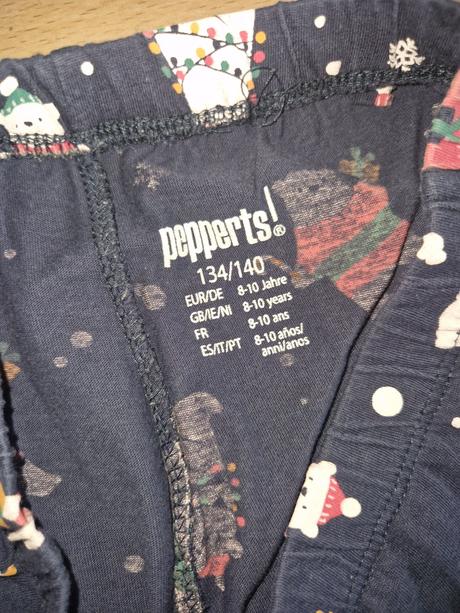 pepperts!®
134/140
EUR/DE 8-10 Jahre
GB/IE/NI 8-10 years
FR 8-10 ans
ES/IT/PT 8-10 años/
anni/anos